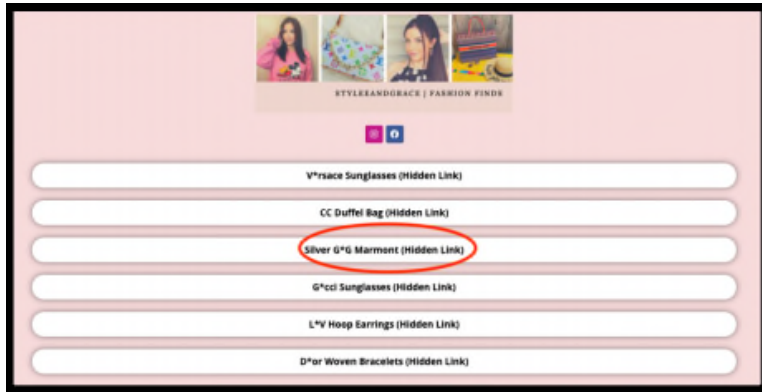 STYLEEANDGRACE | FASHION FINDS
V*rsace Sunglasses (Hidden Link)
CC Duffel Bag (Hidden Link)
Silver G*G Marmont (Hidden Link)
G*cci Sunglasses (Hidden Link)
L*V Hoop Earrings (Hidden Link)
D*or Woven Bracelets (Hidden Link)